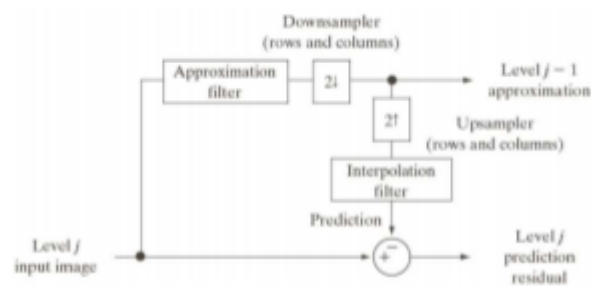 Downsampler
(rows and columns)
Approximation
filter
2↓
Level j − 1
approximation
2↑
Upsampler
(rows and columns)
Interpolation
filter
Prediction
−
+
Level j
input image
Level j
prediction
residual